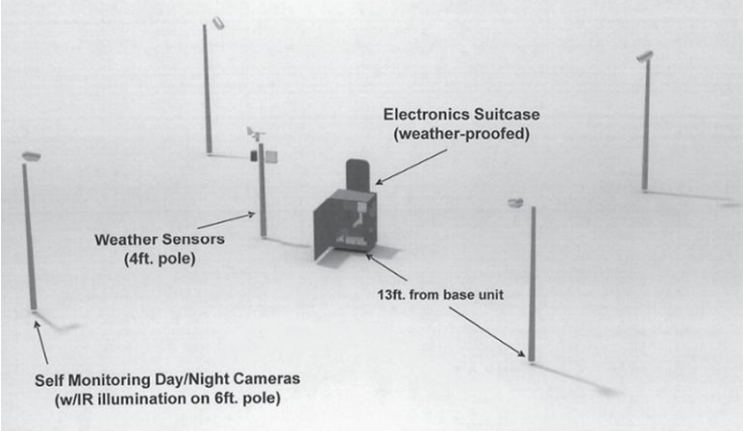 Electronics Suitcase
(weather-proofed)
Weather Sensors
(4ft. pole)
13ft. from base unit
Self Monitoring Day/Night Cameras
(w/IR illumination on 6ft. pole)